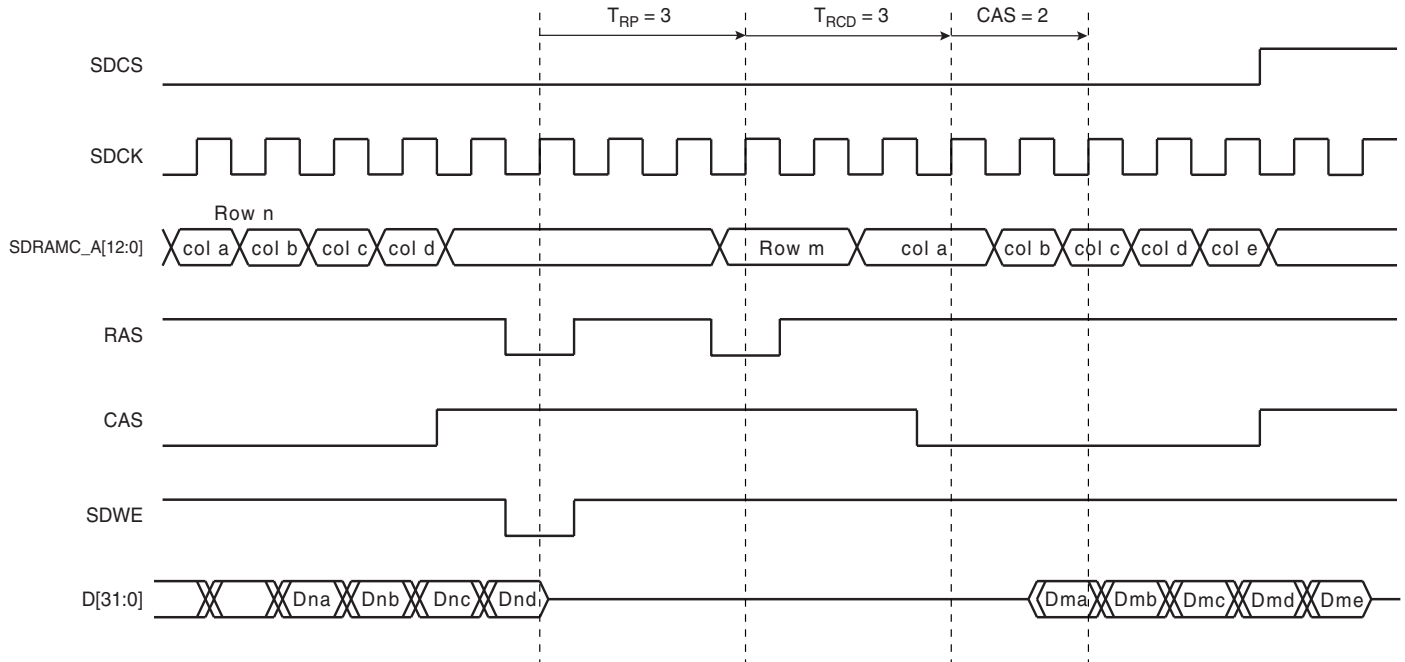 T_RP = 3 T_RCD = 3 CAS = 2
SDCS
SDCK
Row n
SDRAMC_A[12:0] col a col b col c col d Row m col a col b col c col d col e
RAS
CAS
SDWE
D[31:0] Dna Dnb Dnc Dnd Dma Dmb Dmc Dmd Dme